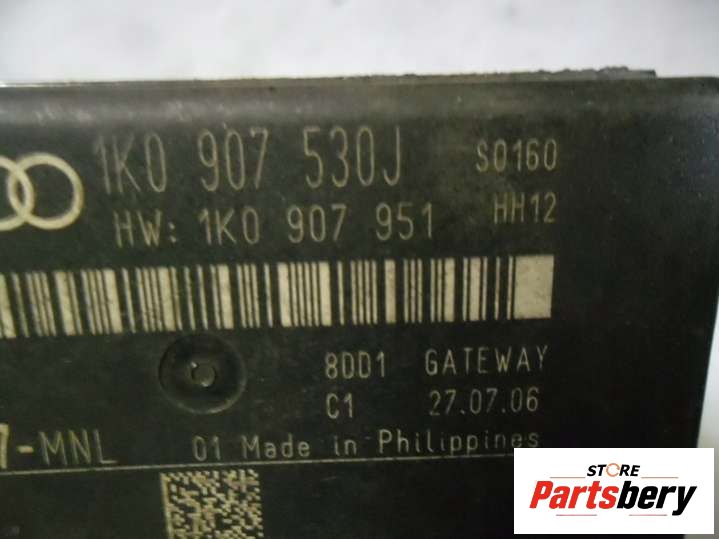 1K0 907 530J S0160
HW: 1K0 907 951 HH12
8DD1 GATEWAY
C1 27.07.06
7-MNL 01 Made in Philippines
STORE
Partsbery